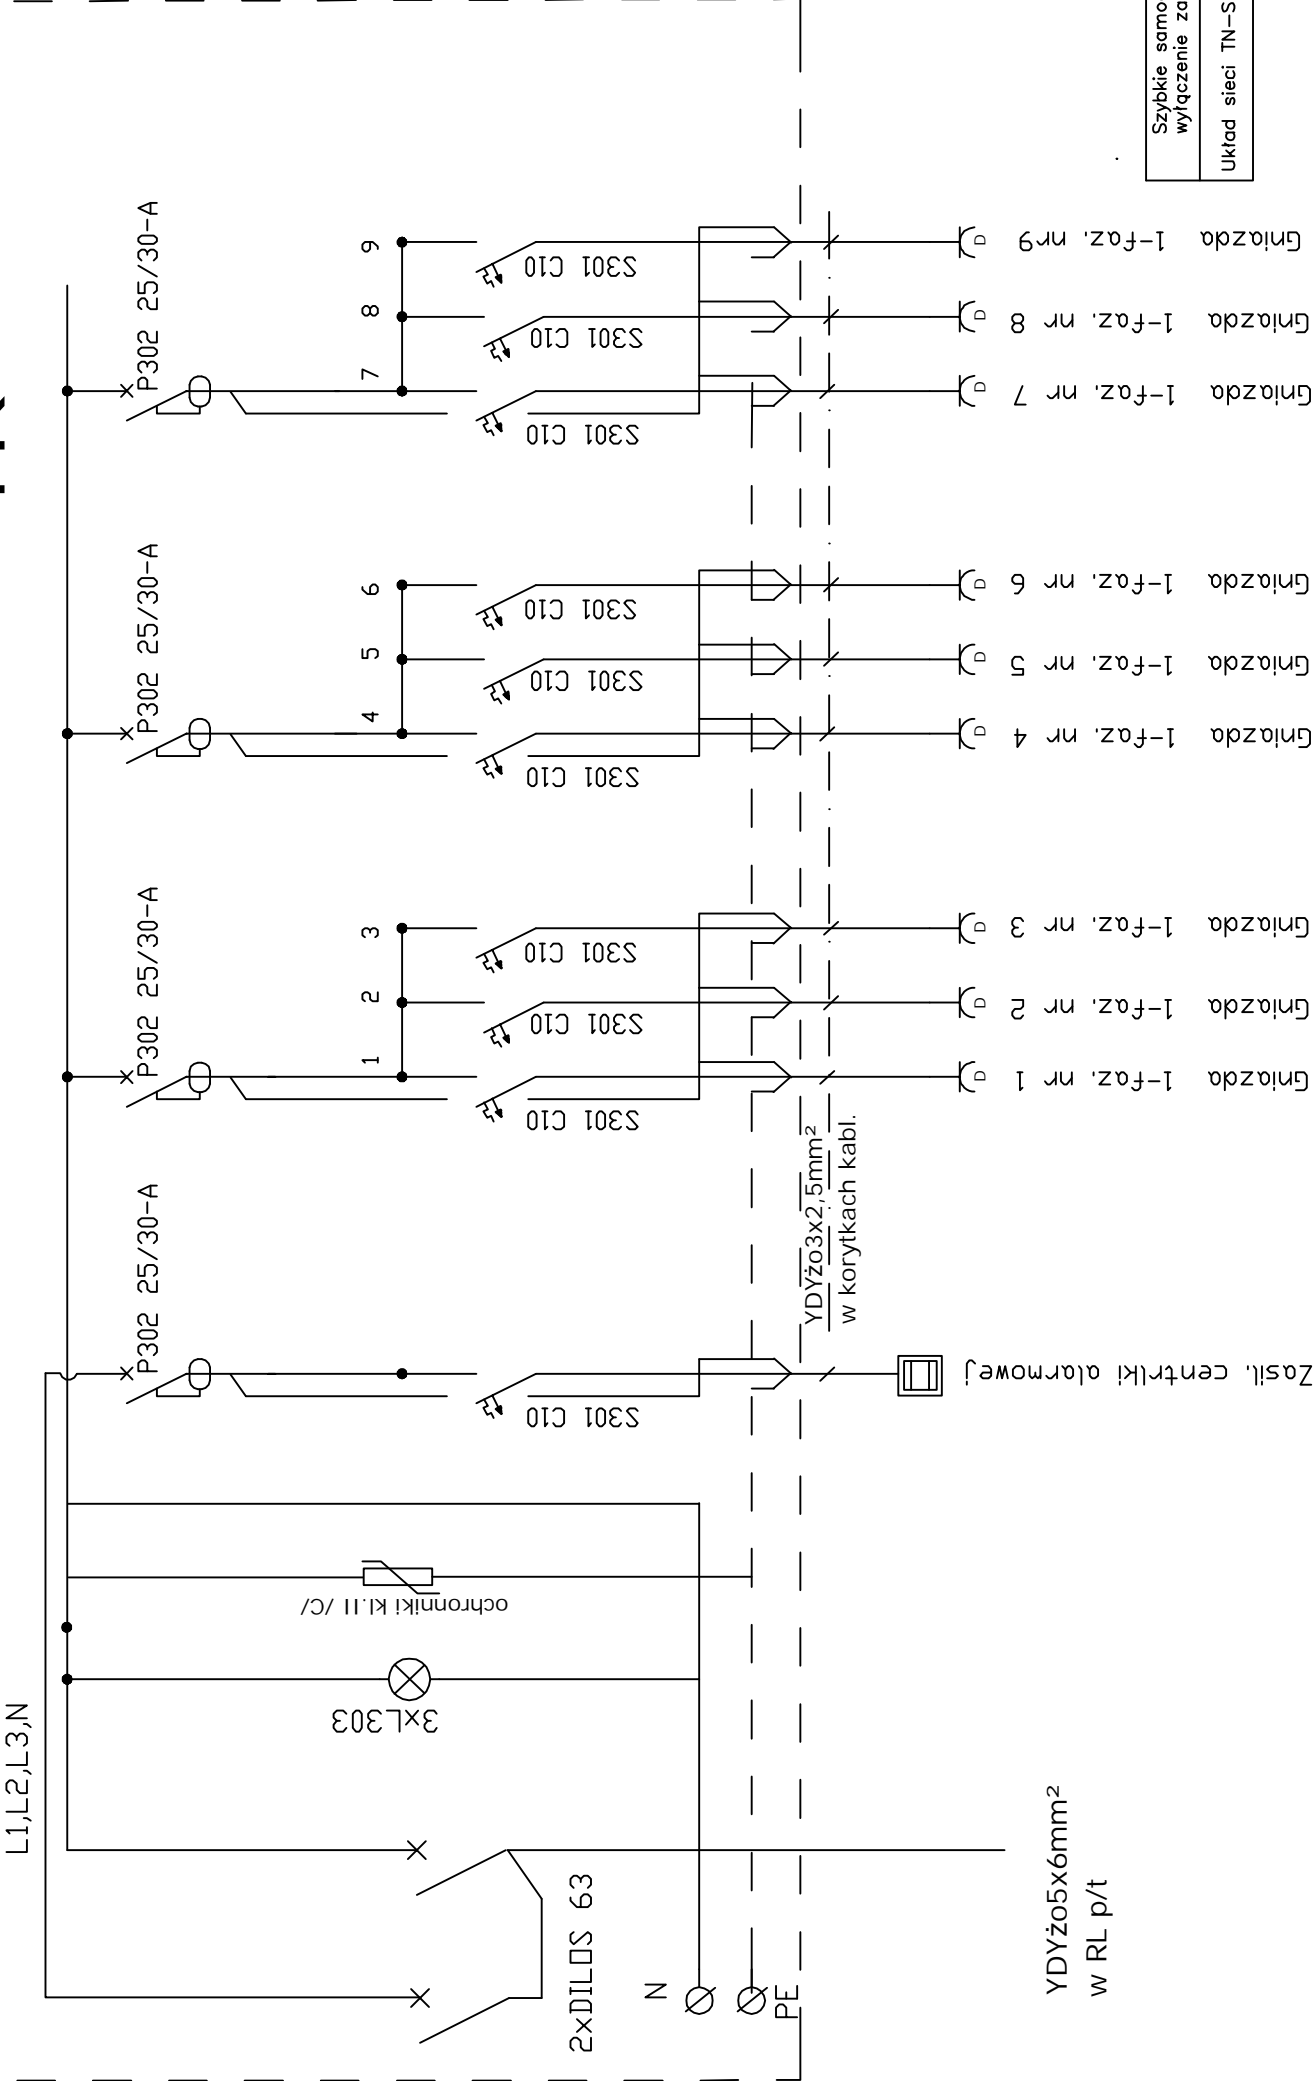 L1,L2,L3,N
P302 25/30-A
P302 25/30-A
P302 25/30-A
P302 25/30-A
1
2
3
4
5
6
7
8
9
S301 C10
S301 C10
S301 C10
S301 C10
S301 C10
S301 C10
S301 C10
S301 C10
S301 C10
S301 C10
ochronniki kl.II /C/
3xL303
2xDILOS 63
N
PE
YDYżo3x2,5mm²
w korytkach kabl.
YDYżo5x6mm²
w RL p/t
Zasil. centrlki alarmowej
Gniazda 1-faz. nr 1
Gniazda 1-faz. nr 2
Gniazda 1-faz. nr 3
Gniazda 1-faz. nr 4
Gniazda 1-faz. nr 5
Gniazda 1-faz. nr 6
Gniazda 1-faz. nr 7
Gniazda 1-faz. nr 8
Gniazda 1-faz. nr9
D
D
D
D
D
D
D
D
D
Szybkie samo
wyłączenie za
Układ sieci TN-S